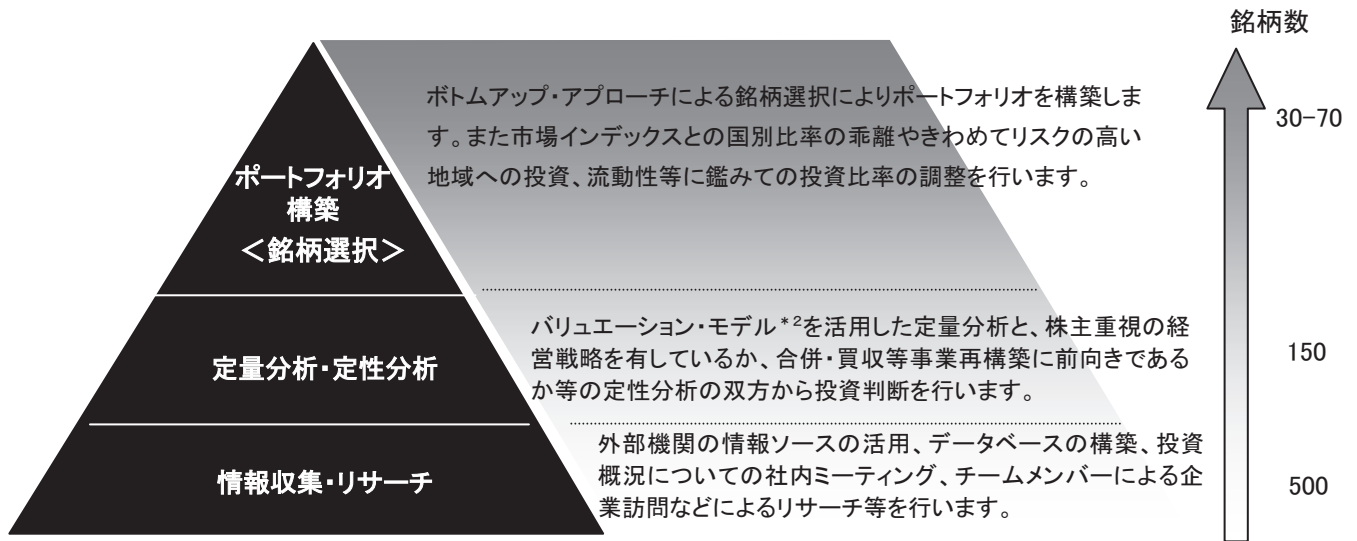 銘柄数
ボトムアップ・アプローチによる銘柄選択によりポートフォリオを構築しま
す。また市場インデックスとの国別比率の乖離やきわめてリスクの高い
地域への投資、流動性等に鑑みての投資比率の調整を行います。
30-70
ポートフォリオ
構築
＜銘柄選択＞
バリュエーション・モデル*2を活用した定量分析と、株主重視の経
営戦略を有しているか、合併・買収等事業再構築に前向きである
か等の定性分析の双方から投資判断を行います。
定量分析・定性分析
150
外部機関の情報ソースの活用、データベースの構築、投資
概況についての社内ミーティング、チームメンバーによる企
業訪問などによるリサーチ等を行います。
情報収集・リサーチ
500